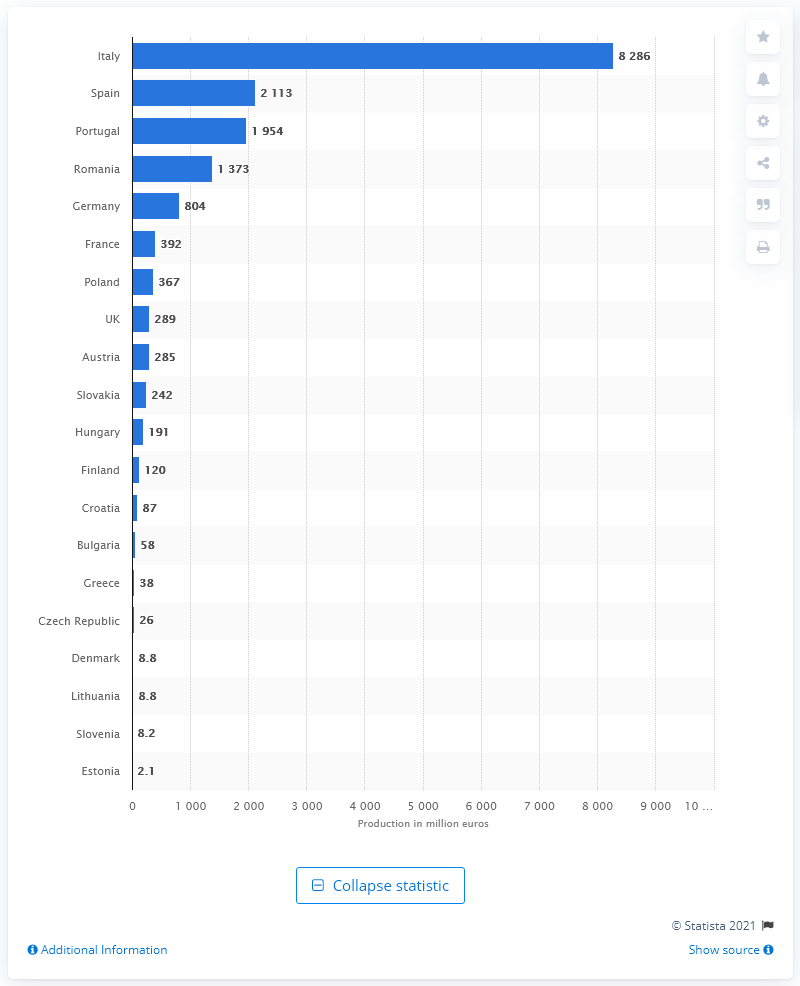 Italy 8 286
Spain 2 113
Portugal 1 954
Romania 1 373
Germany 804
France 392
Poland 367
UK 289
Austria 285
Slovakia 242
Hungary 191
Finland 120
Croatia 87
Bulgaria 58
Greece 38
Czech Republic 26
Denmark 8.8
Lithuania 8.8
Slovenia 8.2
Estonia 2.1
0 1 000 2 000 3 000 4 000 5 000 6 000 7 000 8 000 9 000 10 ...
Production in million euros
Collapse statistic
© Statista 2021
Additional Information Show source